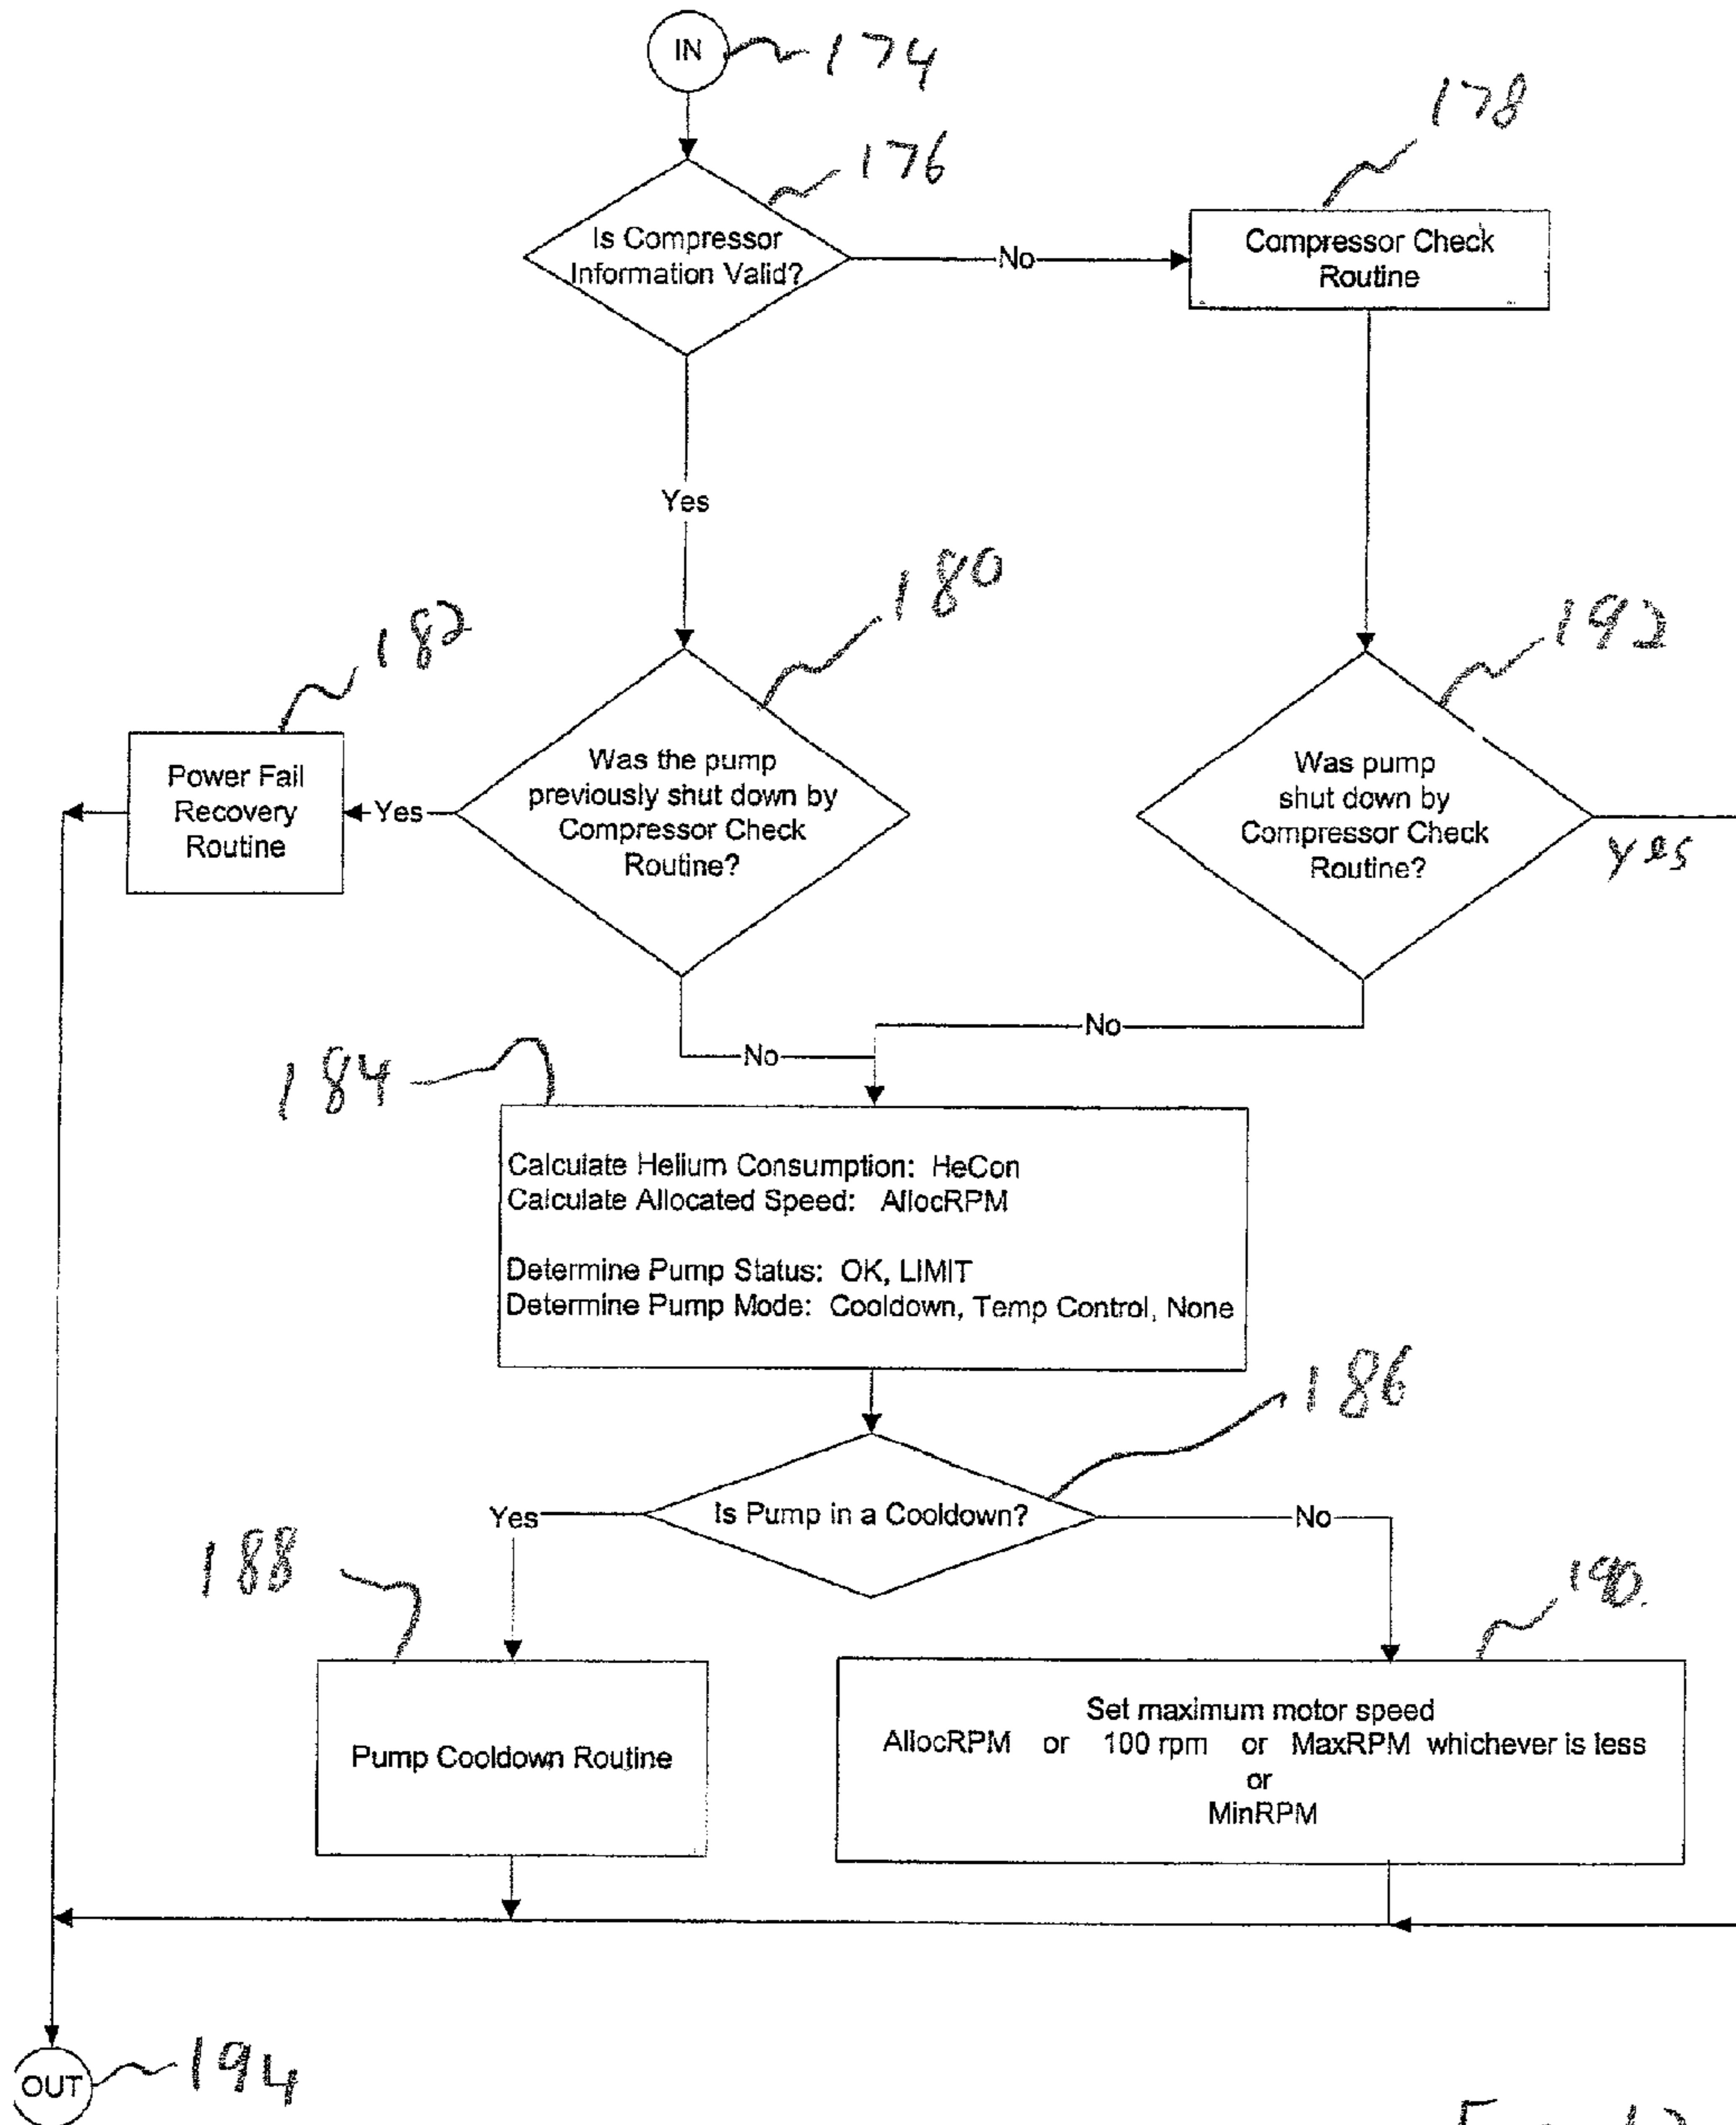 IN
174
176
178
Is Compressor
Information Valid?
No
Compressor Check
Routine
Yes
180
182
192
Power Fail
Recovery
Routine
Yes
Was the pump
previously shut down by
Compressor Check
Routine?
Was pump
shut down by
Compressor Check
Routine?
yes
No
No
184
Calculate Helium Consumption: HeCon
Calculate Allocated Speed: AllocRPM
Determine Pump Status: OK, LIMIT
Determine Pump Mode: Cooldown, Temp Control, None
186
Yes
Is Pump in a Cooldown?
No
188
190.
Pump Cooldown Routine
Set maximum motor speed
AllocRPM or 100 rpm or MaxRPM whichever is less
or
MinRPM
OUT
194